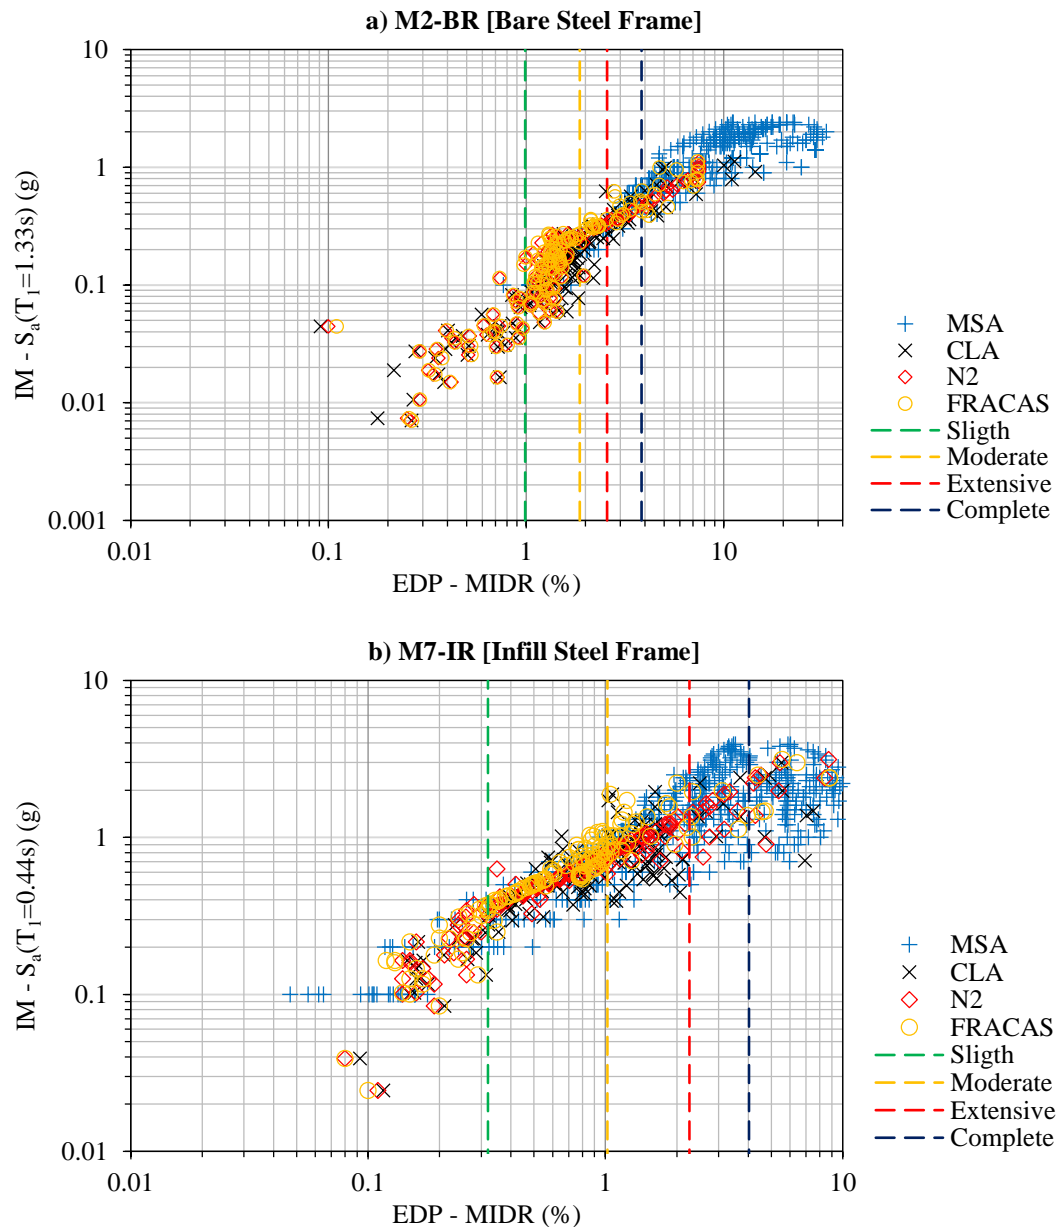 a) M2-BR [Bare Steel Frame]
10
1
0.1
0.01
0.001
IM - Sa(T1=1.33s) (g)
0.01 0.1 1 10
EDP - MIDR (%)
MSA
CLA
N2
FRACAS
Sligth
Moderate
Extensive
Complete
b) M7-IR [Infill Steel Frame]
10
1
0.1
0.01
IM - Sa(T1=0.44s) (g)
0.01 0.1 1 10
EDP - MIDR (%)
MSA
CLA
N2
FRACAS
Sligth
Moderate
Extensive
Complete